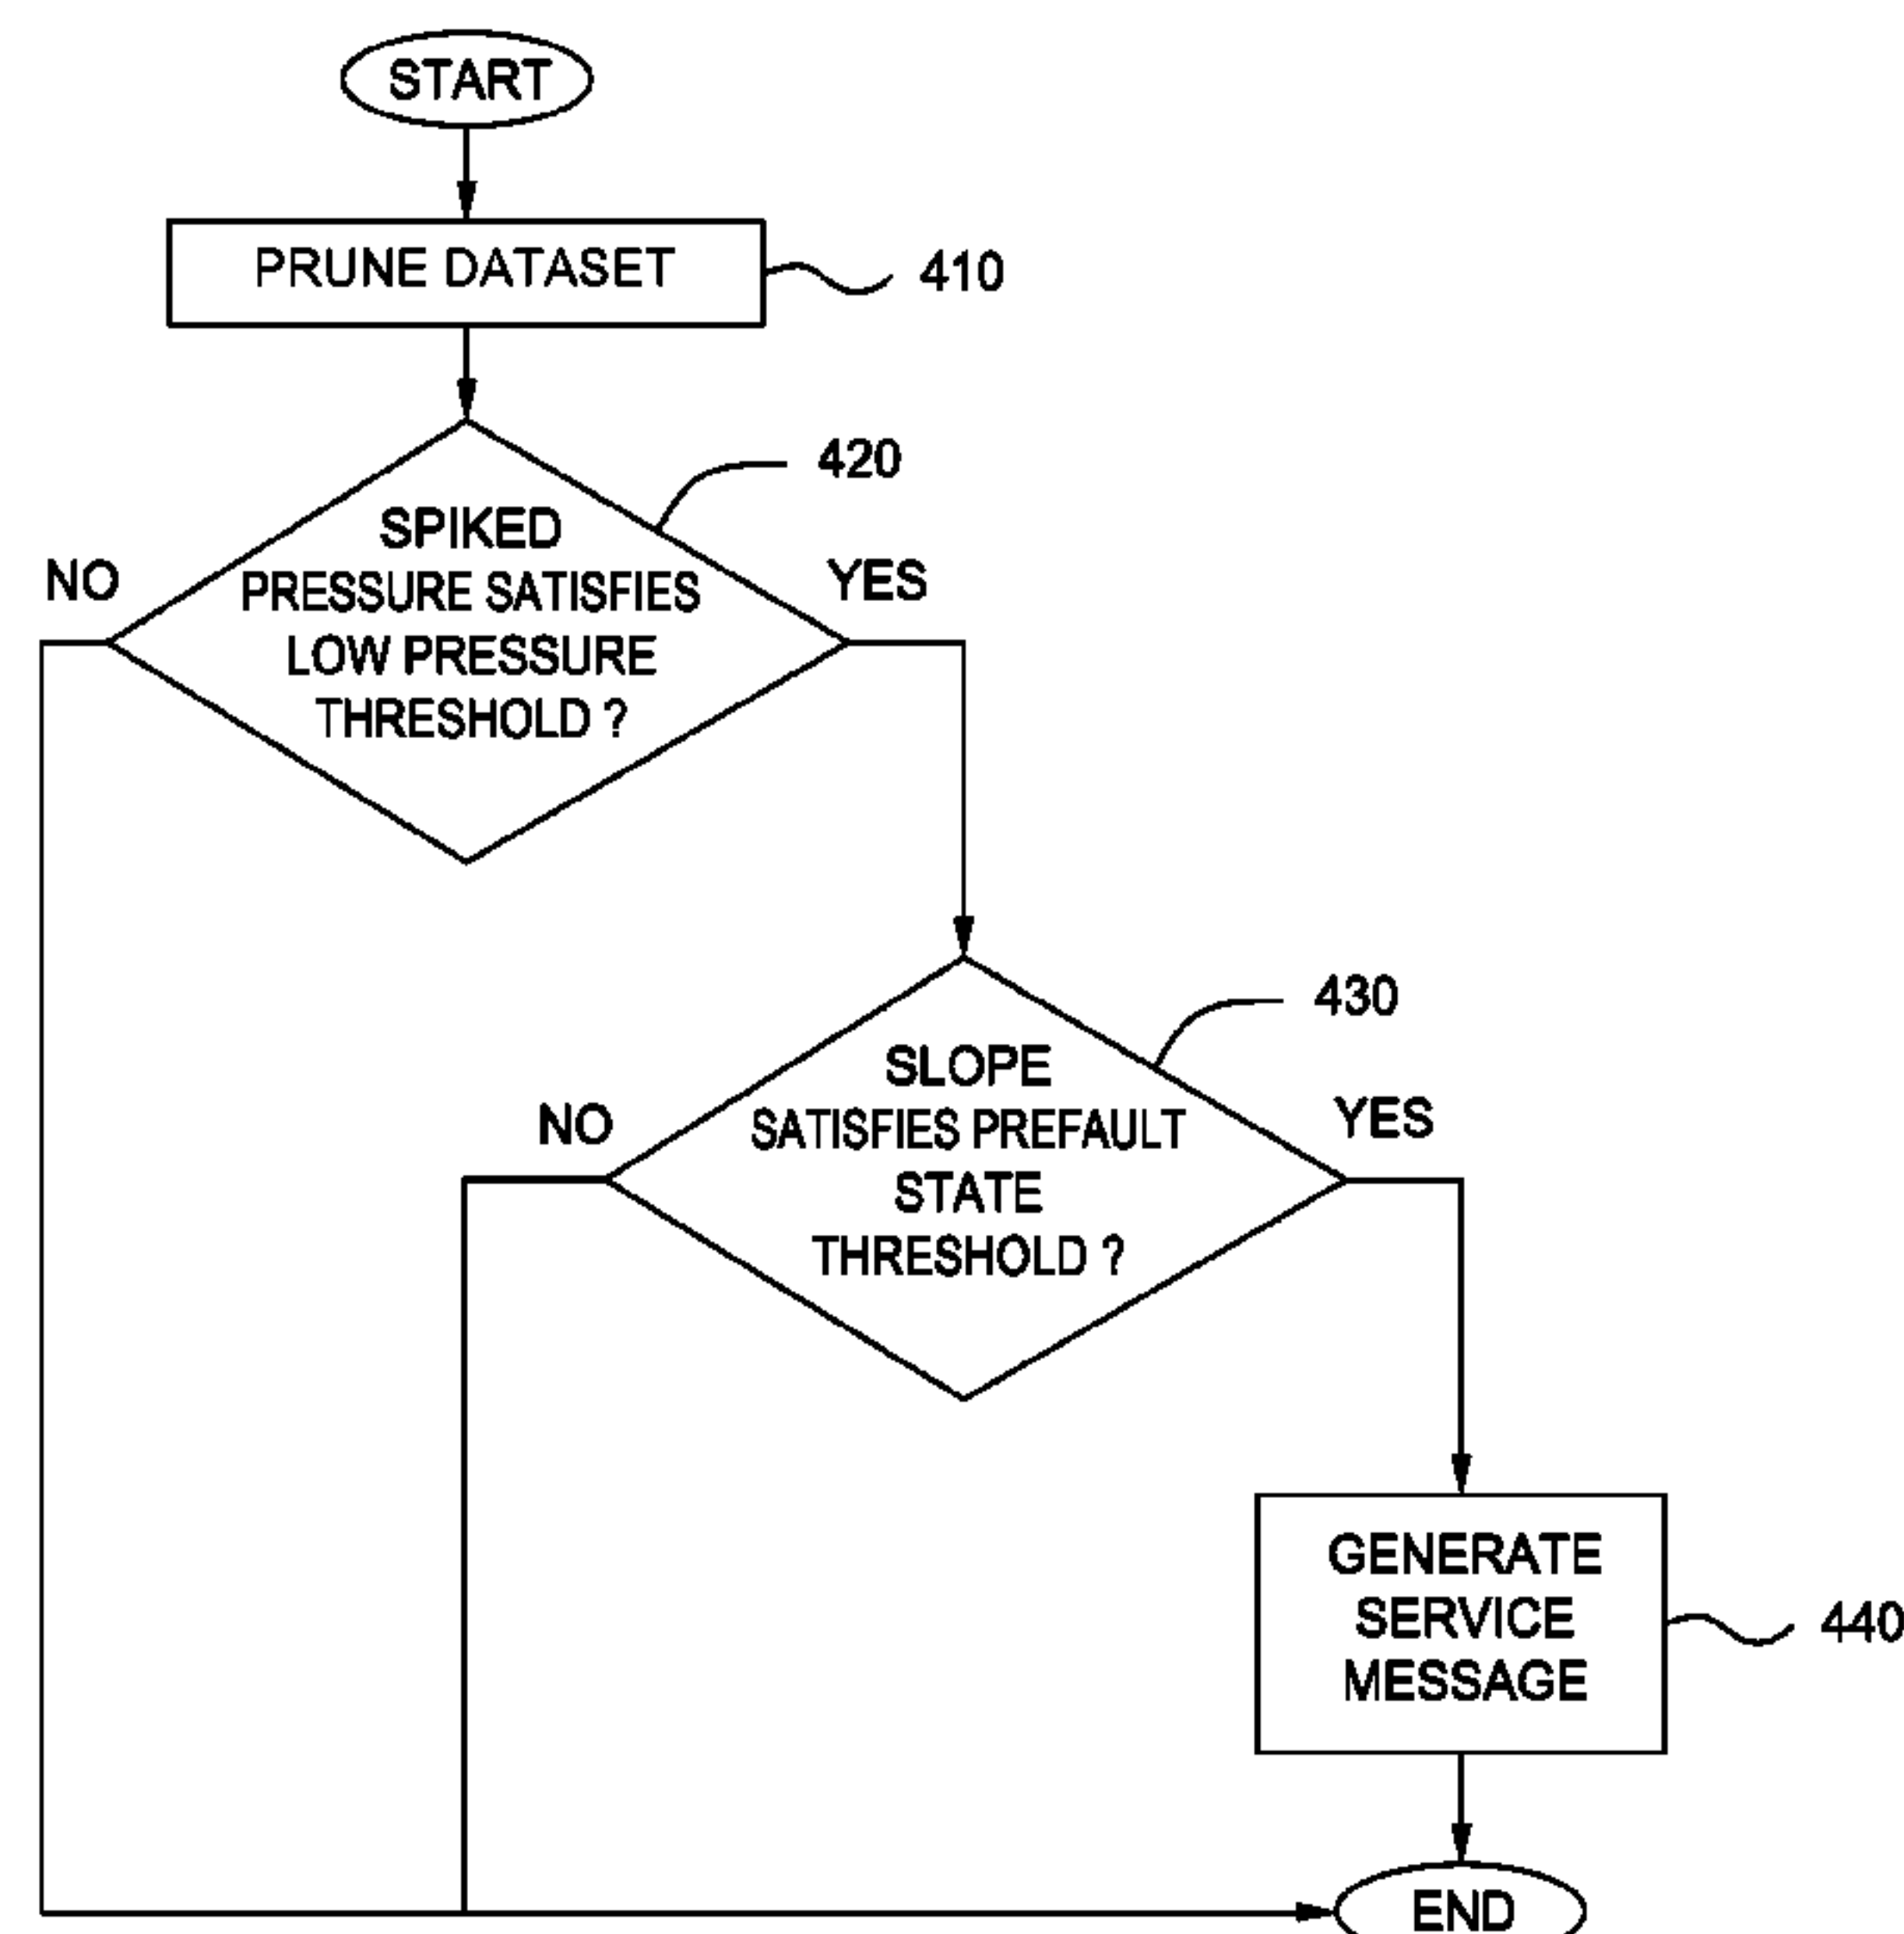 START
PRUNE DATASET
410
420
SPIKED
PRESSURE SATISFIES
LOW PRESSURE
THRESHOLD ?
NO
YES
430
SLOPE
SATISFIES PREFAULT
STATE
THRESHOLD ?
NO
YES
GENERATE
SERVICE
MESSAGE
440
END